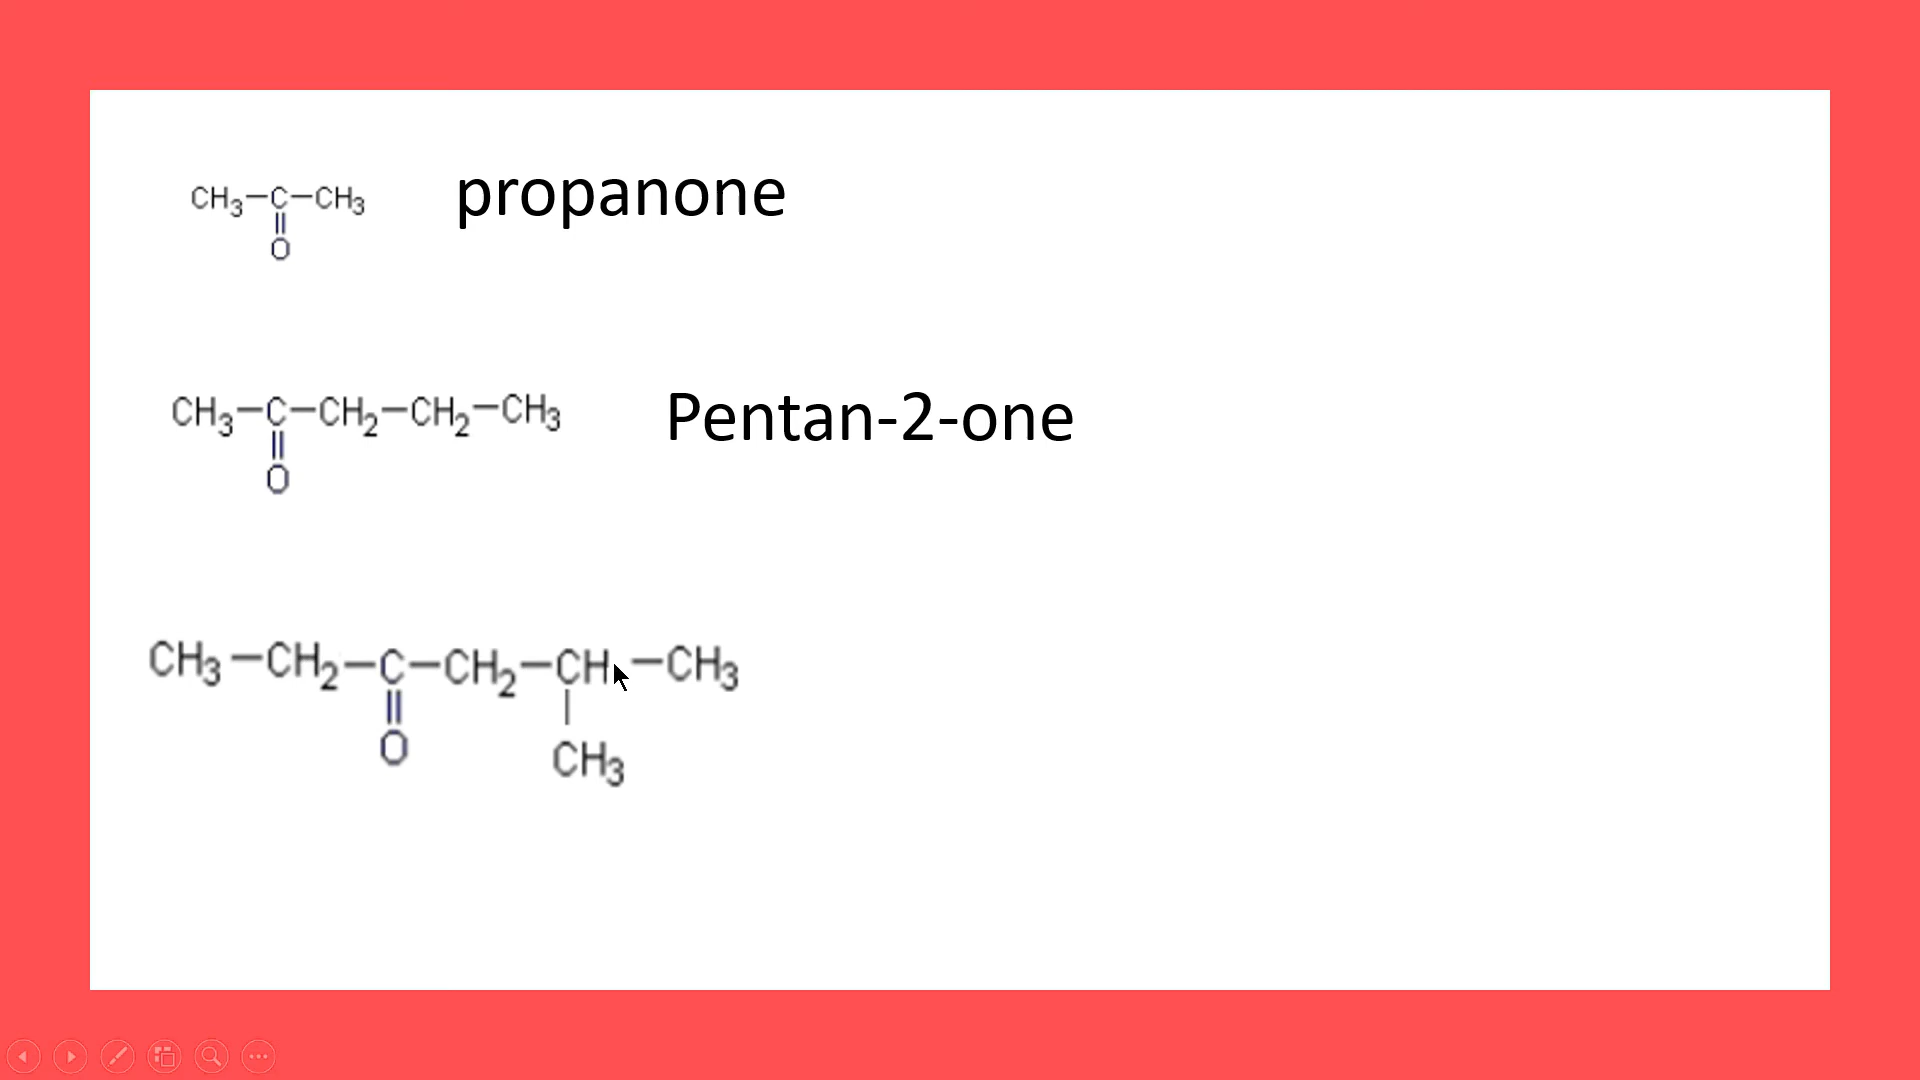 CH3-C-CH3
||
O
propanone
CH3-C-CH2-CH2-CH3
||
O
Pentan-2-one
CH3-CH2-C-CH2-CH-CH3
|| |
O CH3